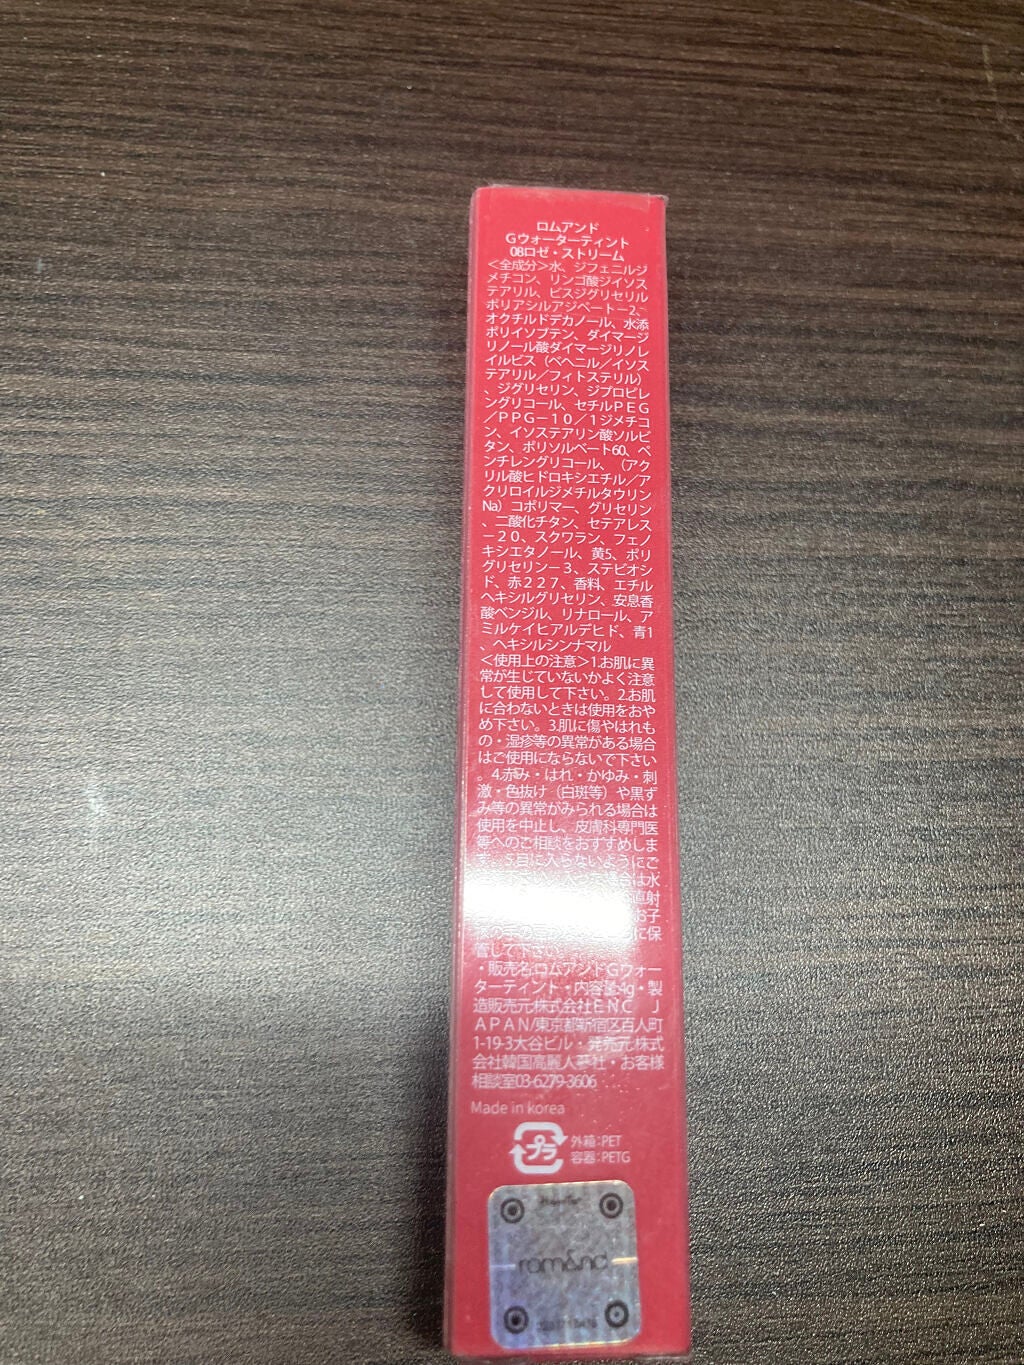 ロムアンド
Gウォーターティント
08ロゼ・ストリーム
＜全成分＞水、ジフェニルジ
メチコン、リンゴ酸ジイソス
テアリル、ビスジグリセリル
ポリアシルアジペート－2、
オクチルドデカノール、水添
ポリイソブテン、ダイマージ
リノール酸ダイマージリノレ
イルビス（ベヘニル／イソス
テアリル／フィトステリル）
、ジグリセリン、ジプロピレ
ングリコール、セチルＰＥＧ
／ＰＰＧ－１０／１ジメチコ
ン、イソステアリン酸ソルビ
タン、ポリソルベート60、ペ
ンチレングリコール、（アク
リル酸ヒドロキシエチル／ア
クリロイルジメチルタウリン
Na）コポリマー、グリセリン
、二酸化チタン、セテアレス
－２０、スクワラン、フェノ
キシエタノール、黄5、ポリ
グリセリン－３、ステビオシ
ド、赤２２７、香料、エチル
ヘキシルグリセリン、安息香
酸ベンジル、リナロール、ア
ミルケイヒアルデヒド、青1
、ヘキシルシンナマル
＜使用上の注意＞1.お肌に異
常が生じていないかよく注意
して使用して下さい。2.お肌
に合わないときは使用をおや
め下さい。3.肌に傷やはれも
の・湿疹等の異常がある場合
はご使用にならないで下さい
。4.赤み・はれ・かゆみ・刺
激・色抜け（白斑等）や黒ず
み等の異常がみられる場合は
使用を中止し、皮膚科専門医
等へのご相談をおすすめしま
す。5.目に入らないようにご
合は水
直射
お子
に保
管して下さい。
・販売名:ロムアンドGウォー
ターティント・内容量:4g・製
造販売元:株式会社ＥＮＣ　Ｊ
ＡＰＡＮ/東京都新宿区百人町
1-19-3大谷ビル・発売元:株式
会社韓国高麗人蔘社・お客様
相談室03-6279-3606
Made in korea
プラ
外箱:PET
容器:PETG
rom&nd